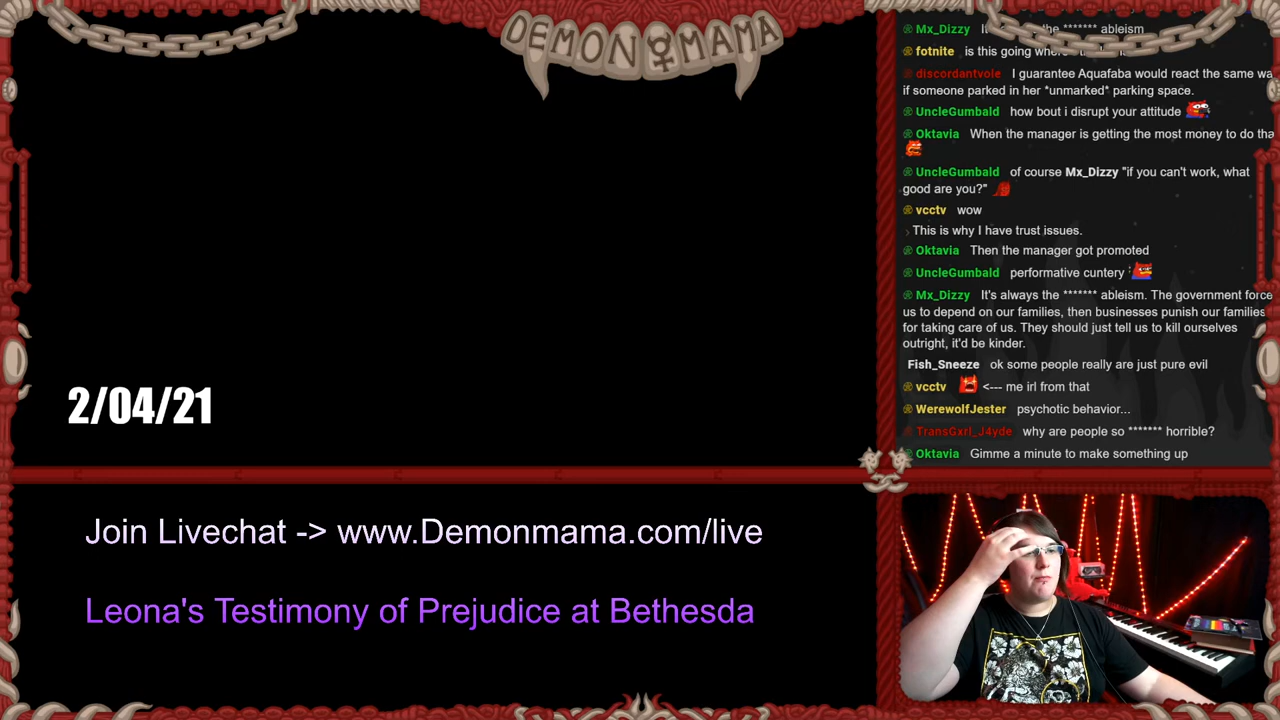 DEMON MAMA
Mx_Dizzy the ******* ableism
fotnite is this going
discordantvole I guarantee Aquafaba would react the same wa
if someone parked in her *unmarked* parking space.
UncleGumbald how bout i disrupt your attitude
Oktavia When the manager is getting the most money to do tha
UncleGumbald of course Mx_Dizzy "if you can't work, what
good are you?"
vcctv wow
This is why I have trust issues.
Oktavia Then the manager got promoted
UncleGumbald performative cuntery
Mx_Dizzy It's always the ******* ableism. The government force
us to depend on our families, then businesses punish our families
for taking care of us. They should just tell us to kill ourselves
outright, it'd be kinder.
Fish_Sneeze ok some people really are just pure evil
vcctv <--- me irl from that
WerewolfJester psychotic behavior...
TransGxrl_J4yde why are people so ******* horrible?
Oktavia Gimme a minute to make something up
2/04/21
Join Livechat -> www.Demonmama.com/live
Leona's Testimony of Prejudice at Bethesda